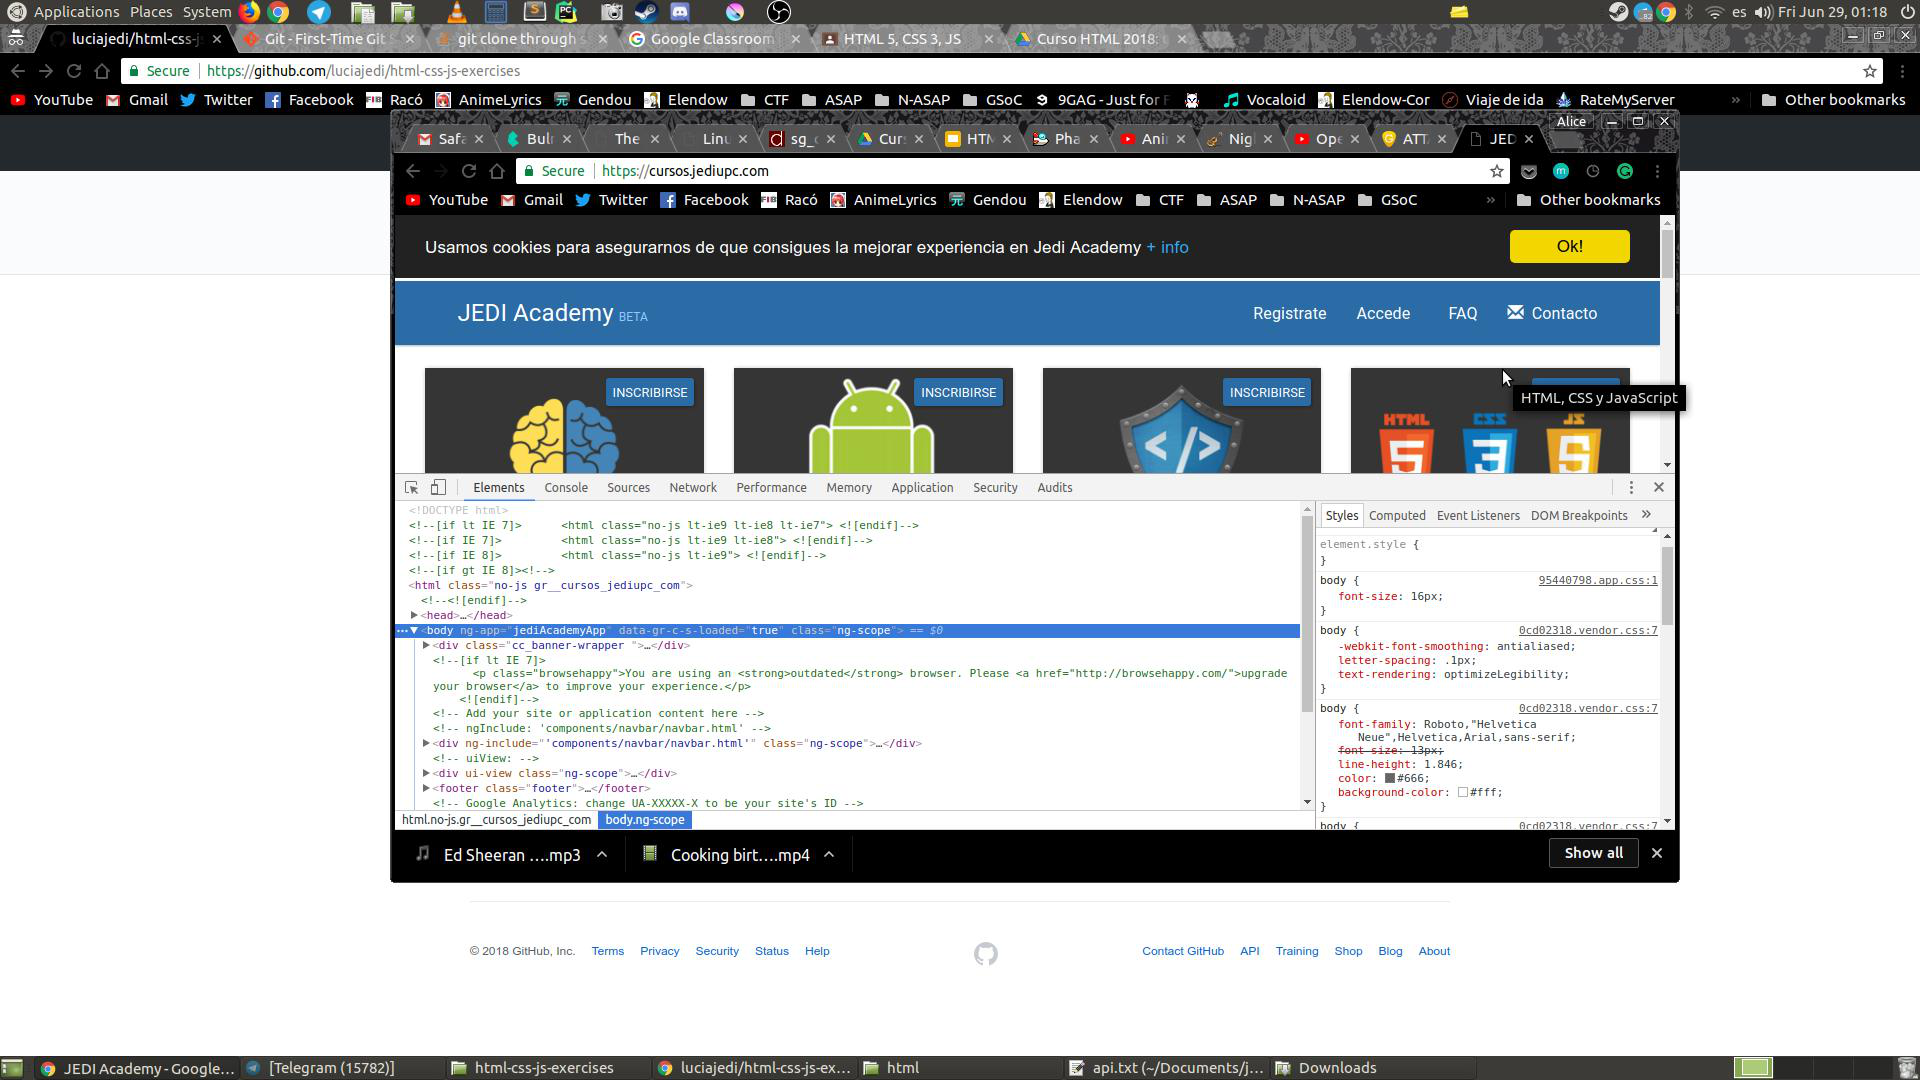 Applications Places System
es Fri Jun 29, 01:18
luciajedi/html-css-js- Git - First-Time Git S git clone through s Google Classroom HTML 5, CSS 3, JS Curso HTML 2018:
Secure https://github.com/luciajedi/html-css-js-exercises
YouTube Gmail Twitter Facebook Racó AnimeLyrics Gendou Elendow CTF ASAP N-ASAP GSoC 9GAG - Just for F Vocaloid Elendow-Cor Viaje de ida RateMyServer » Other bookmarks
Alice
Safa Buln The Linu sg_c Curs HTM Pha Ani Nigl Ope ATT JED
Secure https://cursos.jediupc.com
YouTube Gmail Twitter Facebook Racó AnimeLyrics Gendou Elendow CTF ASAP N-ASAP GSoC » Other bookmarks
Usamos cookies para asegurarnos de que consigues la mejorar experiencia en Jedi Academy + info
Ok!
JEDI Academy BETA
Registrate Accede FAQ Contacto
INSCRIBIRSE INSCRIBIRSE INSCRIBIRSE
HTML, CSS y JavaScript
HTML CSS JS
5 3 5
Elements Console Sources Network Performance Memory Application Security Audits
<!DOCTYPE html>
<!--[if lt IE 7]> <html class="no-js lt-ie9 lt-ie8 lt-ie7"> <![endif]-->
<!--[if IE 7]> <html class="no-js lt-ie9 lt-ie8"> <![endif]-->
<!--[if IE 8]> <html class="no-js lt-ie9"> <![endif]-->
<!--[if gt IE 8]><!-->
<html class="no-js gr__cursos_jediupc_com">
<!--<![endif]-->
<head>…</head>
<body ng-app="jediAcademyApp" data-gr-c-s-loaded="true" class="ng-scope"> == $0
<div class="cc_banner-wrapper ">…</div>
<!--[if lt IE 7]>
<p class="browsehappy">You are using an <strong>outdated</strong> browser. Please <a href="http://browsehappy.com/">upgrade
your browser</a> to improve your experience.</p>
<![endif]-->
<!-- Add your site or application content here -->
<!-- ngInclude: 'components/navbar/navbar.html' -->
<div ng-include="'components/navbar/navbar.html'" class="ng-scope">…</div>
<!-- uiView: -->
<div ui-view class="ng-scope">…</div>
<footer class="footer">…</footer>
<!-- Google Analytics: change UA-XXXXX-X to be your site's ID -->
html.no-js.gr__cursos_jediupc_com body.ng-scope
Styles Computed Event Listeners DOM Breakpoints »
element.style {
}
body { 95440798.app.css:1
font-size: 16px;
}
body { 0cd02318.vendor.css:7
-webkit-font-smoothing: antialiased;
letter-spacing: .1px;
text-rendering: optimizeLegibility;
}
body { 0cd02318.vendor.css:7
font-family: Roboto,"Helvetica
Neue",Helvetica,Arial,sans-serif;
font-size: 13px;
line-height: 1.846;
color: #666;
background-color: #fff;
}
body { 0cd02318.vendor.css:7
Ed Sheeran ….mp3 Cooking birt….mp4 Show all
© 2018 GitHub, Inc. Terms Privacy Security Status Help Contact GitHub API Training Shop Blog About
JEDI Academy - Google… [Telegram (15782)] html-css-js-exercises luciajedi/html-css-js-ex… html api.txt (~/Documents/j… Downloads